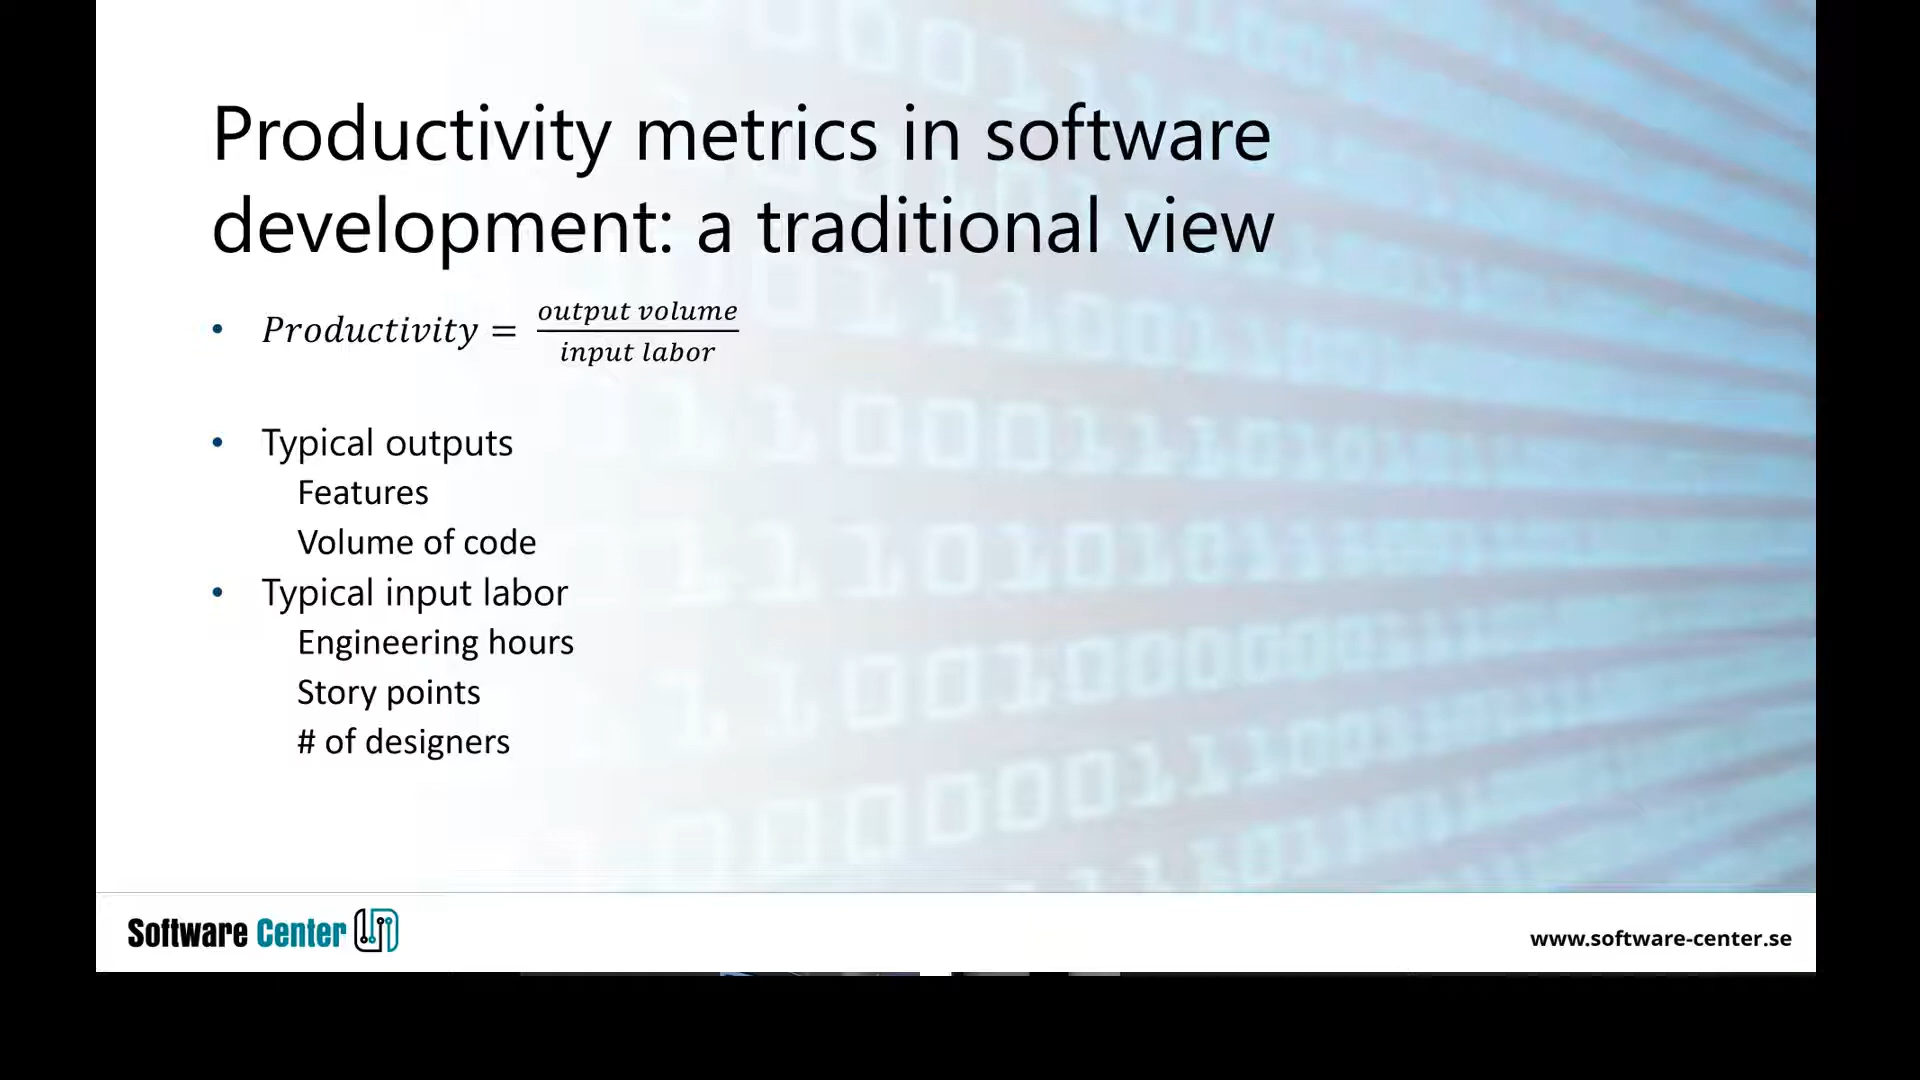 Productivity metrics in software
development: a traditional view
• Productivity = output volume / input labor
• Typical outputs
Features
Volume of code
• Typical input labor
Engineering hours
Story points
# of designers
Software Center
www.software-center.se